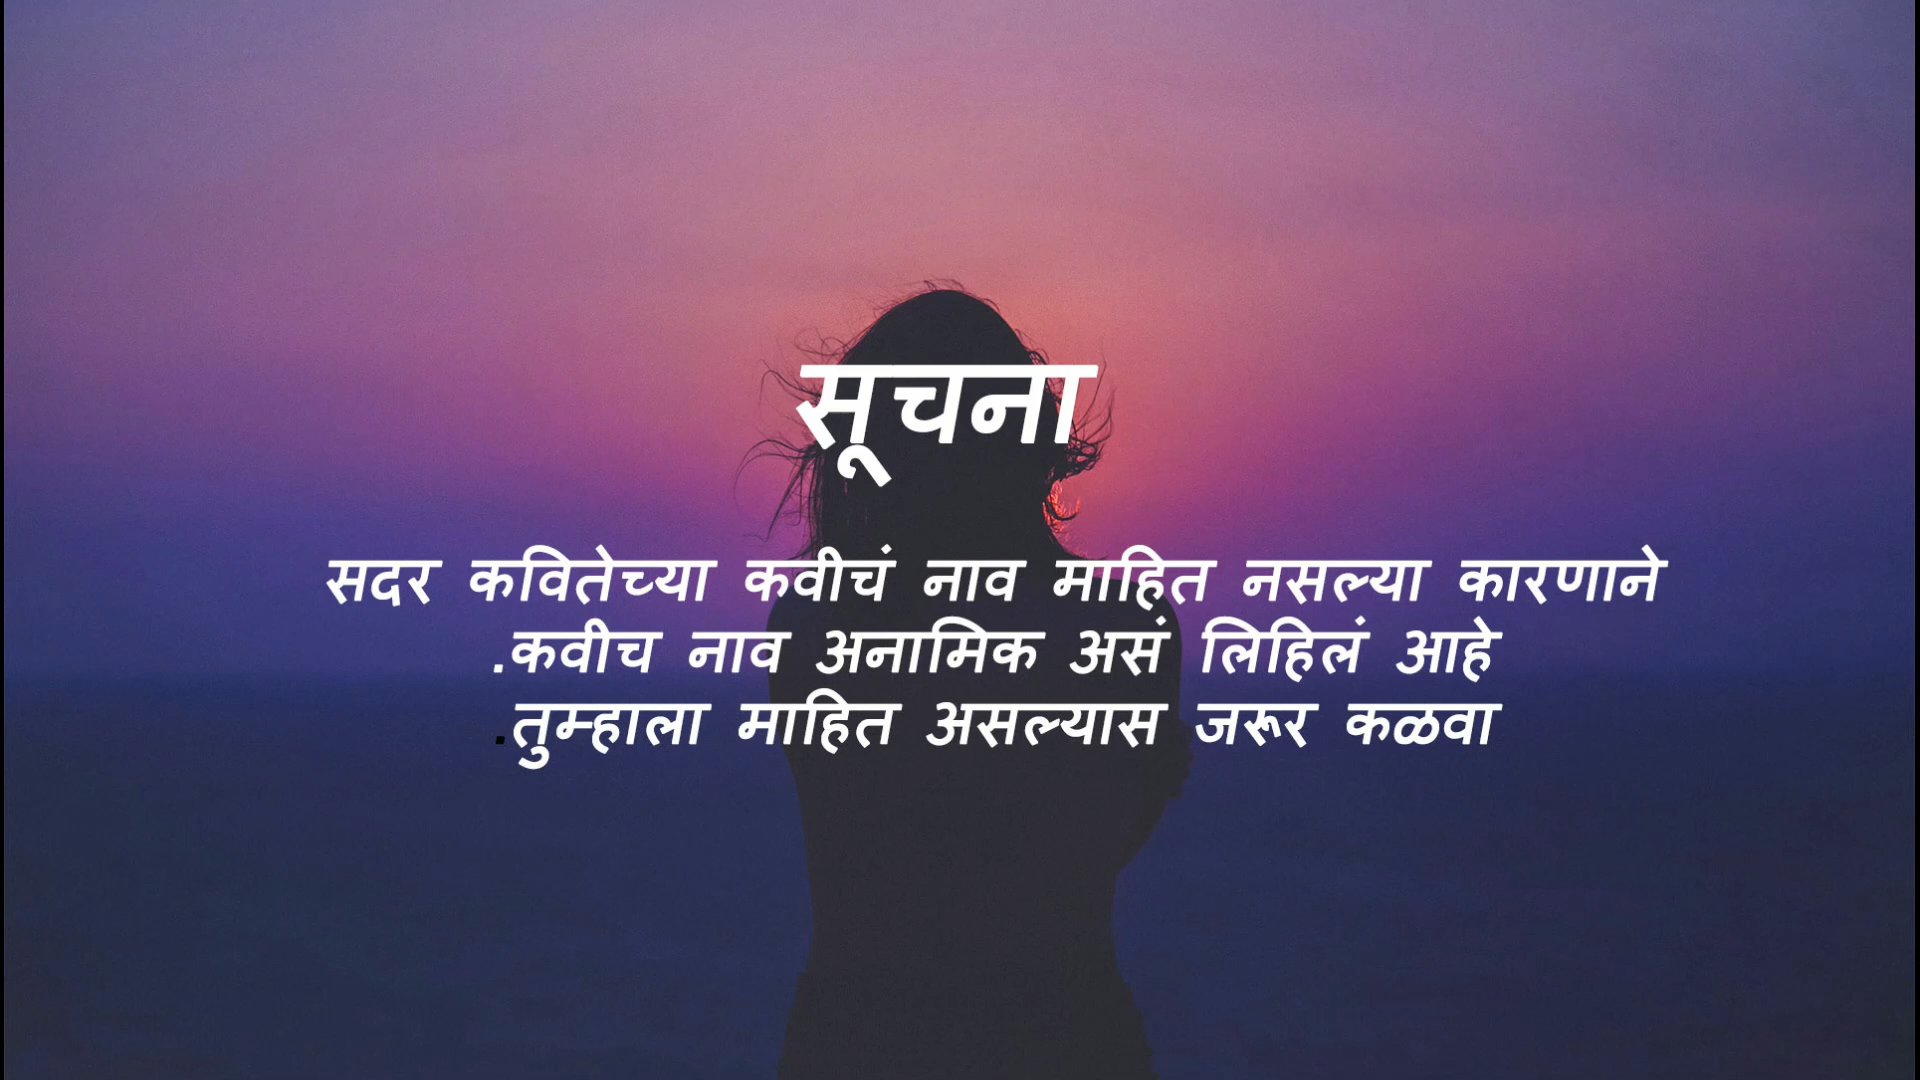 सूचना
सदर कवितेच्या कवीचं नाव माहित नसल्या कारणाने
.कवीच नाव अनामिक असं लिहिलं आहे
.तुम्हाला माहित असल्यास जरूर कळवा